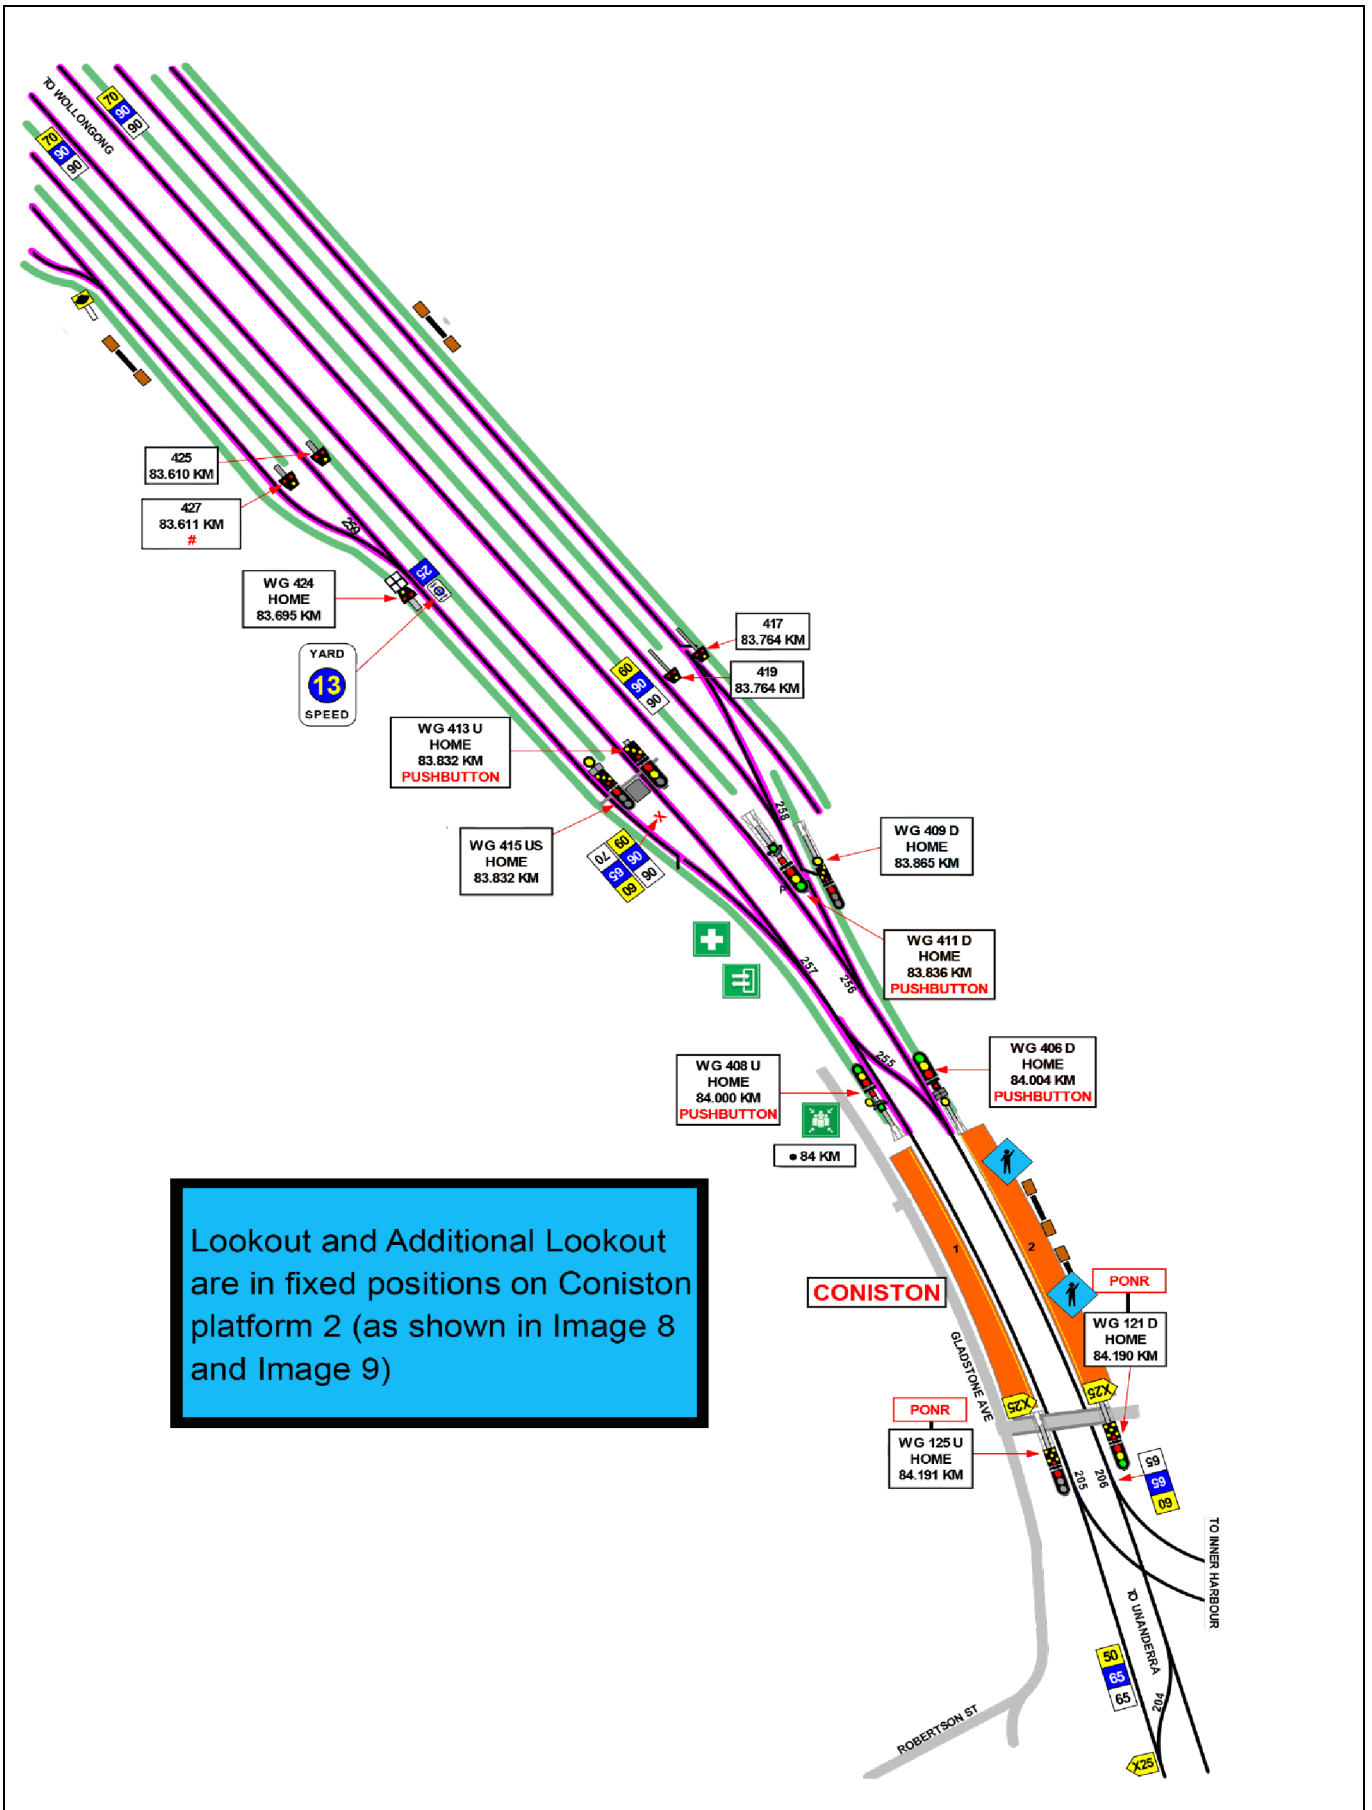 TO WOLLONGONG
70
90
90
70
90
90
425
83.610 KM
427
83.611 KM
#
259
WG 424
HOME
83.695 KM
25
YARD
13
SPEED
417
83.764 KM
419
83.764 KM
60
90
90
WG 413 U
HOME
83.832 KM
PUSHBUTTON
WG 415 US
HOME
83.832 KM
X
60
90
90
70
65
60
258
P
WG 409 D
HOME
83.865 KM
WG 411 D
HOME
83.836 KM
PUSHBUTTON
257
256
255
WG 408 U
HOME
84.000 KM
PUSHBUTTON
WG 406 D
HOME
84.004 KM
PUSHBUTTON
84 KM
Lookout and Additional Lookout
are in fixed positions on Coniston
platform 2 (as shown in Image 8
and Image 9)
1
2
CONISTON
PONR
WG 121 D
HOME
84.190 KM
GLADSTONE AVE
X25
X25
PONR
WG 125 U
HOME
84.191 KM
205
206
65
65
60
TO INNER HARBOUR
TO UNANDERRA
50
65
65
204
ROBERTSON ST
X25